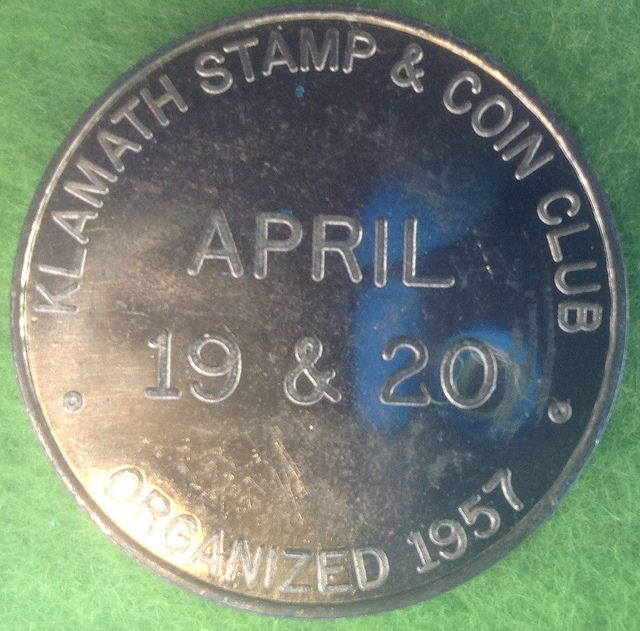 KLAMATH STAMP & COIN CLUB
APRIL
19 & 20
ORGANIZED 1957